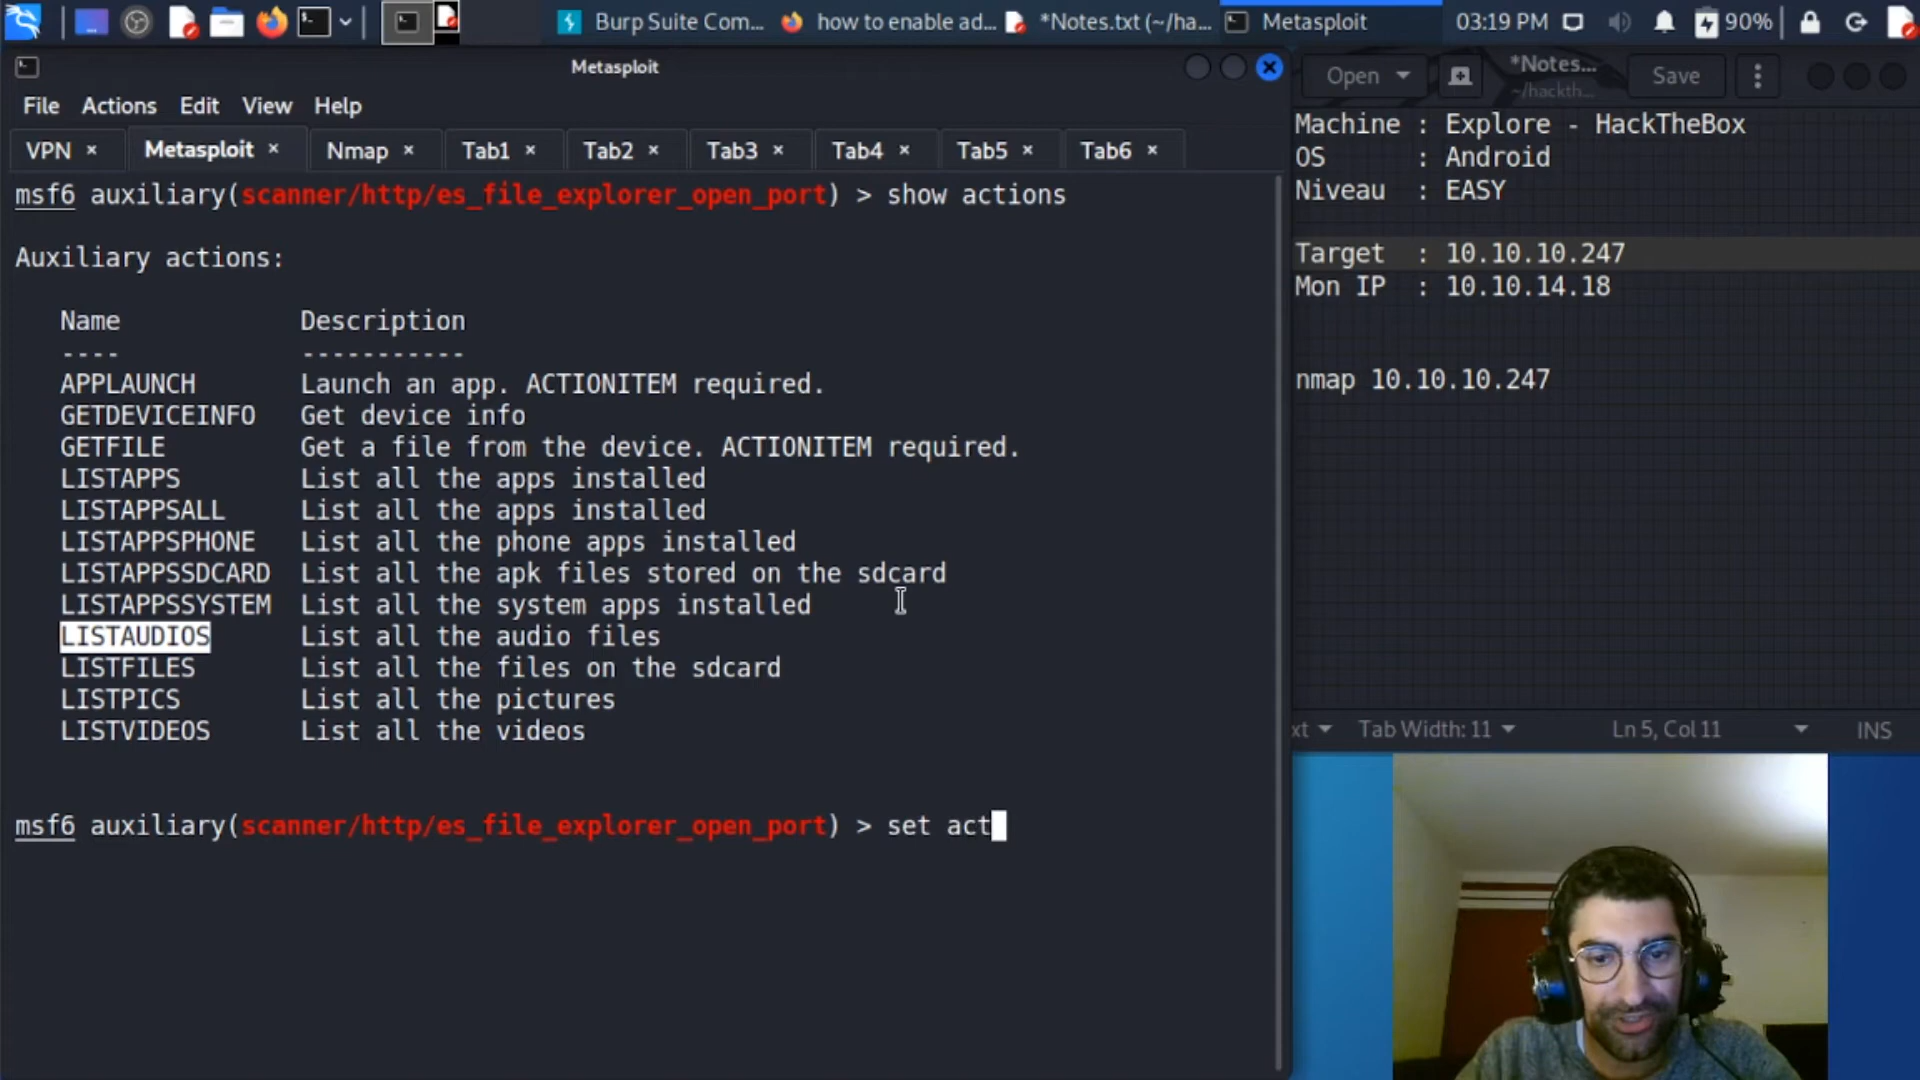 Burp Suite Com... how to enable ad... *Notes.txt (~/ha... Metasploit 03:19 PM 90%
Metasploit
File Actions Edit View Help
VPN × Metasploit × Nmap × Tab1 × Tab2 × Tab3 × Tab4 × Tab5 × Tab6 ×
msf6 auxiliary(scanner/http/es_file_explorer_open_port) > show actions
Auxiliary actions:
Name Description
---- -----------
APPLAUNCH Launch an app. ACTIONITEM required.
GETDEVICEINFO Get device info
GETFILE Get a file from the device. ACTIONITEM required.
LISTAPPS List all the apps installed
LISTAPPSALL List all the apps installed
LISTAPPSPHONE List all the phone apps installed
LISTAPPSSDCARD List all the apk files stored on the sdcard
LISTAPPSSYSTEM List all the system apps installed
LISTAUDIOS List all the audio files
LISTFILES List all the files on the sdcard
LISTPICS List all the pictures
LISTVIDEOS List all the videos
msf6 auxiliary(scanner/http/es_file_explorer_open_port) > set act
Open *Notes... Save
~/hackth...
Machine : Explore - HackTheBox
OS : Android
Niveau : EASY
Target : 10.10.10.247
Mon IP : 10.10.14.18
nmap 10.10.10.247
xt Tab Width: 11 Ln 5, Col 11 INS